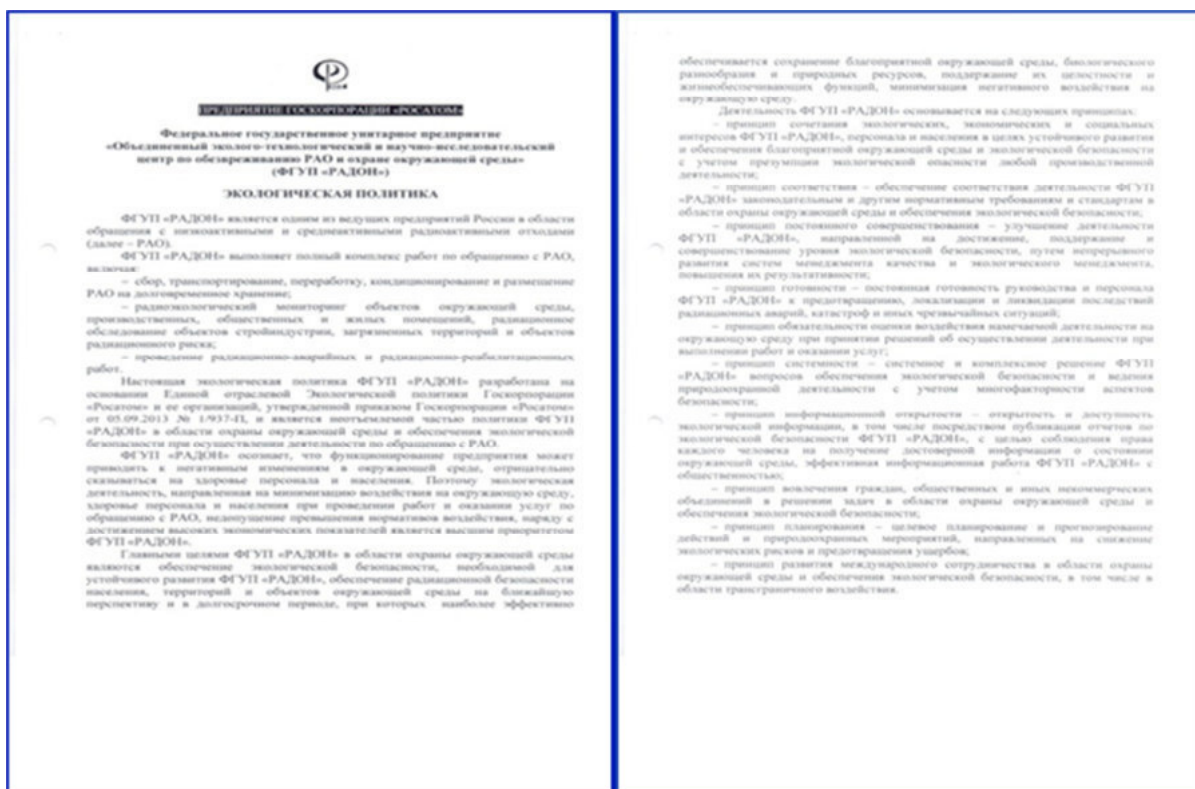 ПРЕДПРИЯТИЕ ГОСКОРПОРАЦИИ «РОСАТОМ»
Федеральное государственное унитарное предприятие
«Объединенный эколого-технологический и научно-исследовательский
центр по обезвреживанию РАО и охране окружающей среды»
(ФГУП «РАДОН»)
ЭКОЛОГИЧЕСКАЯ ПОЛИТИКА
ФГУП «РАДОН» является одним из ведущих предприятий России в области
обращения с низкоактивными и среднеактивными радиоактивными отходами
(далее – РАО).
ФГУП «РАДОН» выполняет полный комплекс работ по обращению с РАО,
включая:
– сбор, транспортирование, переработку, кондиционирование и размещение
РАО на долговременное хранение;
– радиоэкологический мониторинг объектов окружающей среды,
производственных, общественных и жилых помещений, радиационное
обследование объектов стройиндустрии, загрязненных территорий и объектов
радиационного риска;
– проведение радиационно-аварийных и радиационно-реабилитационных
работ.
Настоящая экологическая политика ФГУП «РАДОН» разработана на
основании Единой отраслевой Экологической политики Госкорпорации
«Росатом» и ее организаций, утвержденной приказом Госкорпорации «Росатом»
от 05.09.2013 № 1/937-П, и является неотъемлемой частью политики ФГУП
«РАДОН» в области охраны окружающей среды и обеспечения экологической
безопасности при осуществлении деятельности по обращению с РАО.
ФГУП «РАДОН» осознает, что функционирование предприятия может
приводить к негативным изменениям в окружающей среде, отрицательно
сказываться на здоровье персонала и населения. Поэтому экологическая
деятельность, направленная на минимизацию воздействия на окружающую среду,
здоровье персонала и населения при проведении работ и оказании услуг по
обращению с РАО, недопущение превышения нормативов воздействия, наряду с
достижением высоких экономических показателей является высшим приоритетом
ФГУП «РАДОН».
Главными целями ФГУП «РАДОН» в области охраны окружающей среды
являются обеспечение экологической безопасности, необходимой для
устойчивого развития ФГУП «РАДОН», обеспечение радиационной безопасности
населения, территорий и объектов окружающей среды на ближайшую
перспективу и в долгосрочном периоде, при которых наиболее эффективно
обеспечивается сохранение благоприятной окружающей среды, биологического
разнообразия и природных ресурсов, поддержание их целостности и
жизнеобеспечивающих функций, минимизация негативного воздействия на
окружающую среду.
Деятельность ФГУП «РАДОН» основывается на следующих принципах:
– принцип сочетания экологических, экономических и социальных
интересов ФГУП «РАДОН», персонала и населения в целях устойчивого развития
и обеспечения благоприятной окружающей среды и экологической безопасности
с учетом презумпции экологической опасности любой производственной
деятельности;
– принцип соответствия – обеспечение соответствия деятельности ФГУП
«РАДОН» законодательным и другим нормативным требованиям и стандартам в
области охраны окружающей среды и обеспечения экологической безопасности;
– принцип постоянного совершенствования – улучшение деятельности
ФГУП «РАДОН», направленной на достижение, поддержание и
совершенствование уровня экологической безопасности, путем непрерывного
развития систем менеджмента качества и экологического менеджмента,
повышения их результативности;
– принцип готовности – постоянная готовность руководства и персонала
ФГУП «РАДОН» к предотвращению, локализации и ликвидации последствий
радиационных аварий, катастроф и иных чрезвычайных ситуаций;
– принцип обязательности оценки воздействия намечаемой деятельности на
окружающую среду при принятии решений об осуществлении деятельности при
выполнении работ и оказании услуг;
– принцип системности – системное и комплексное решение ФГУП
«РАДОН» вопросов обеспечения экологической безопасности и ведения
природоохранной деятельности с учетом многофакторности аспектов
безопасности;
– принцип информационной открытости – открытость и доступность
экологической информации, в том числе посредством публикации отчетов по
экологической безопасности ФГУП «РАДОН», с целью соблюдения права
каждого человека на получение достоверной информации о состоянии
окружающей среды, эффективная информационная работа ФГУП «РАДОН» с
общественностью;
– принцип вовлечения граждан, общественных и иных некоммерческих
объединений в решении задач в области охраны окружающей среды и
обеспечения экологической безопасности;
– принцип планирования – целевое планирование и прогнозирование
действий и природоохранных мероприятий, направленных на снижение
экологических рисков и предотвращения ущербов;
– принцип развития международного сотрудничества в области охраны
окружающей среды и обеспечения экологической безопасности, в том числе в
области трансграничного воздействия.